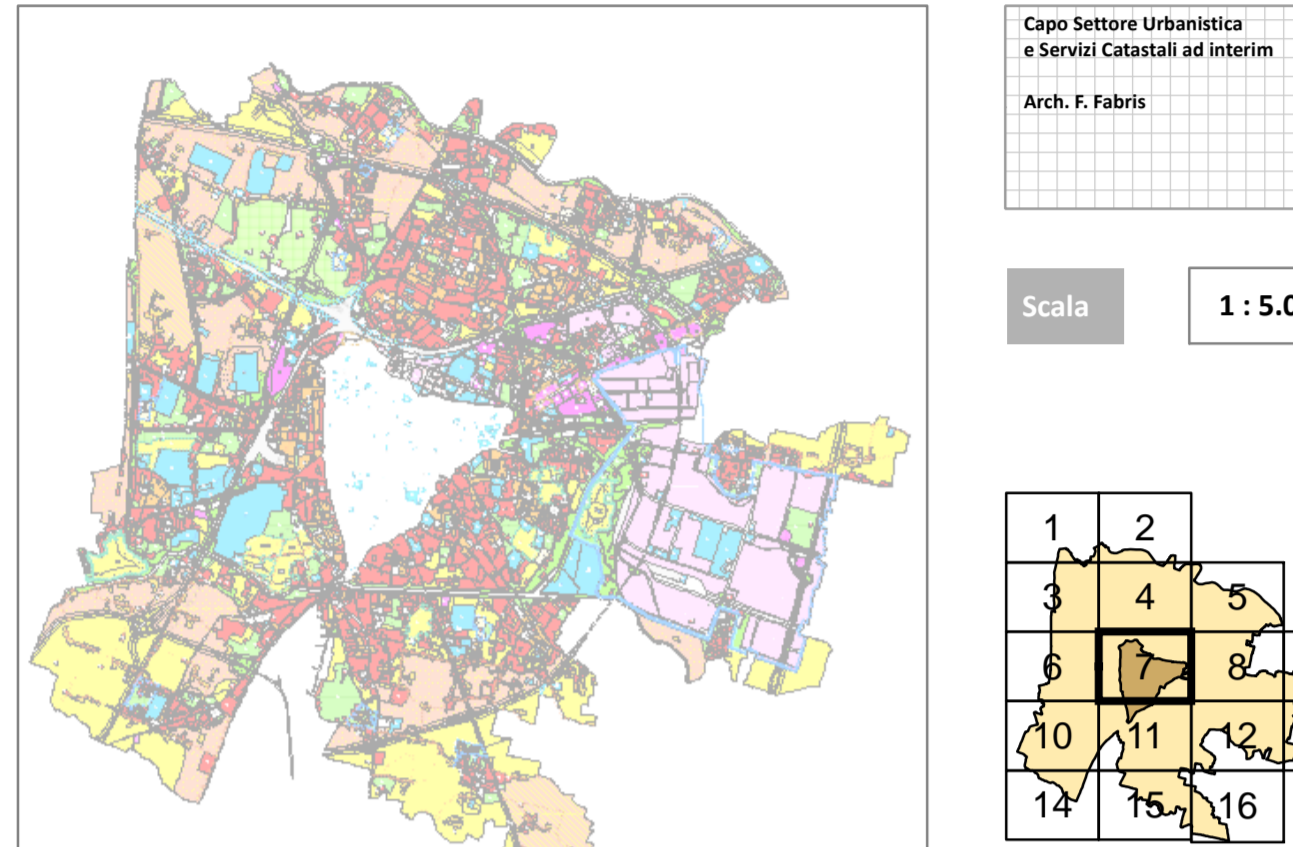 Capo Settore Urbanistica
e Servizi Catastali ad interim
Arch. F. Fabris
Scala
1 : 5.0
1 2
3 4 5
6 7 8
10 11 12
14 15 16